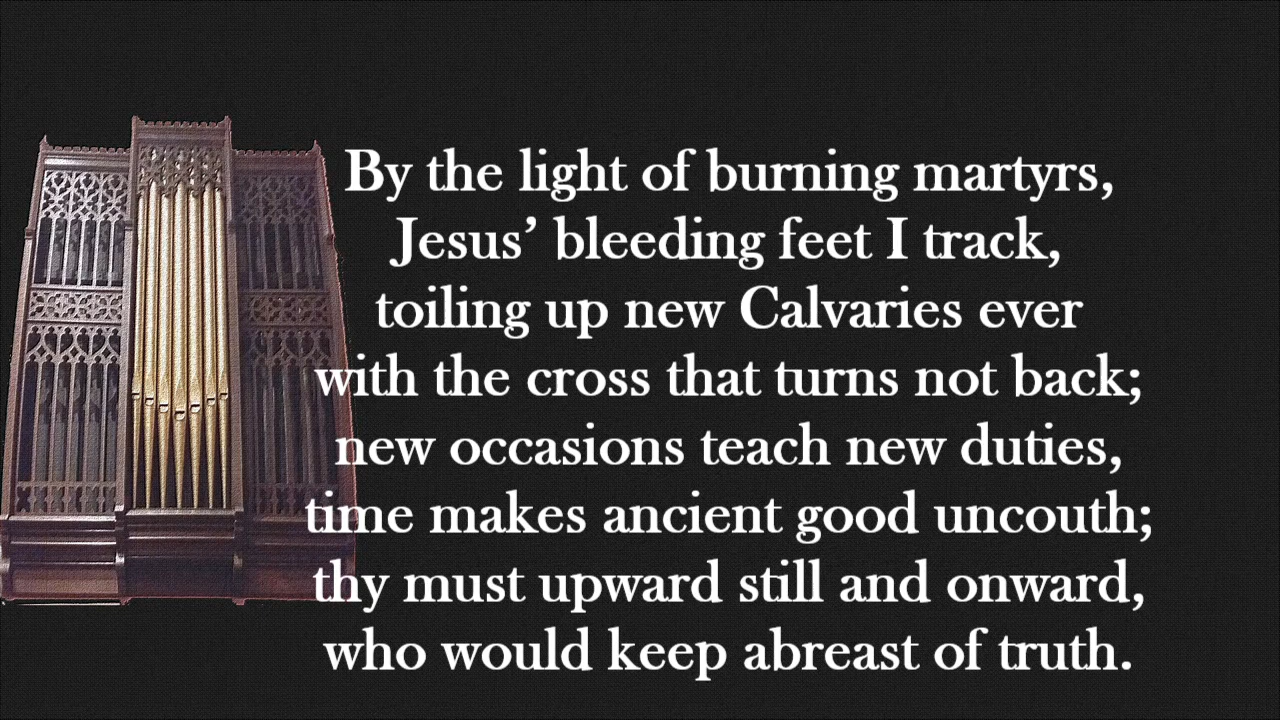 By the light of burning martyrs,
Jesus’ bleeding feet I track,
toiling up new Calvaries ever
with the cross that turns not back;
new occasions teach new duties,
time makes ancient good uncouth;
thy must upward still and onward,
who would keep abreast of truth.